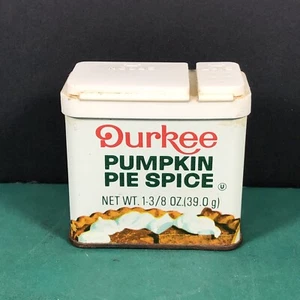 Durkee
PUMPKIN
PIE SPICE
NET WT. 1-3/8 OZ.(39.0 g)